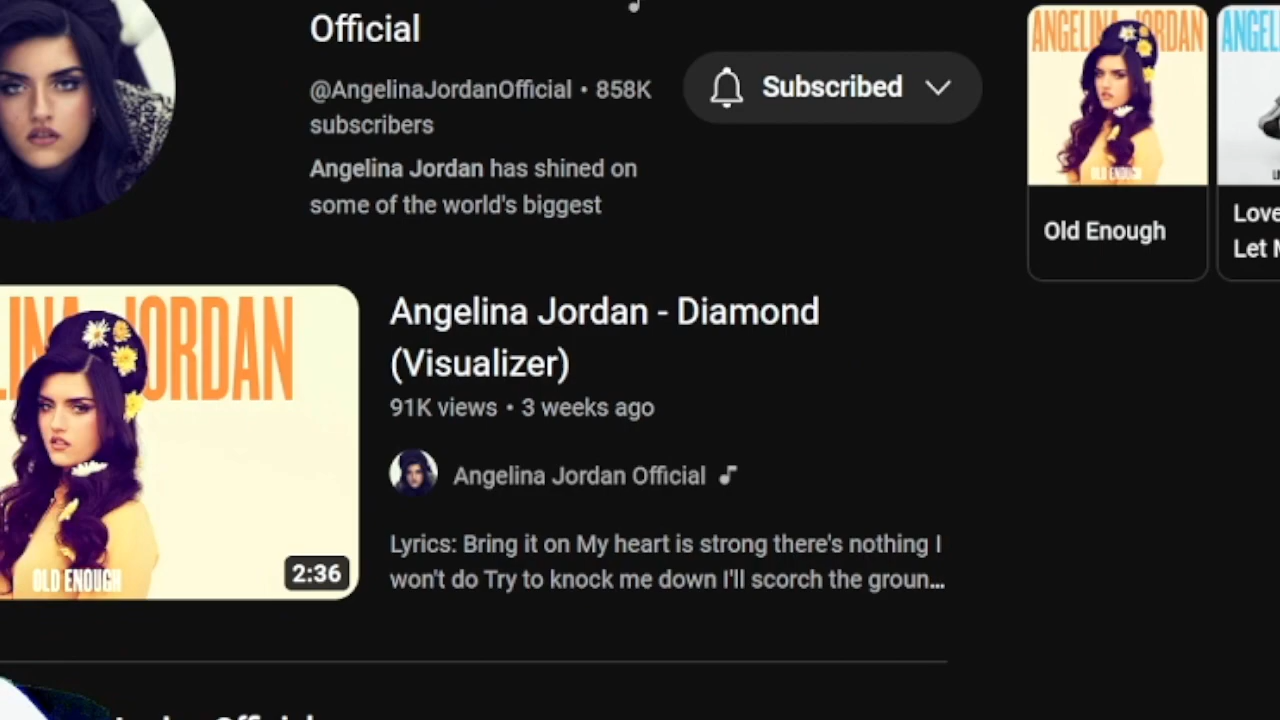 Official
@AngelinaJordanOfficial • 858K
subscribers
Subscribed
Angelina Jordan has shined on
some of the world's biggest
ANGELINA JORDAN
OLD ENOUGH
Old Enough
ANGEL
Love
Let
LINA JORDAN
OLD ENOUGH
2:36
Angelina Jordan - Diamond
(Visualizer)
91K views • 3 weeks ago
Angelina Jordan Official
Lyrics: Bring it on My heart is strong there's nothing I
won't do Try to knock me down I'll scorch the groun...
Official